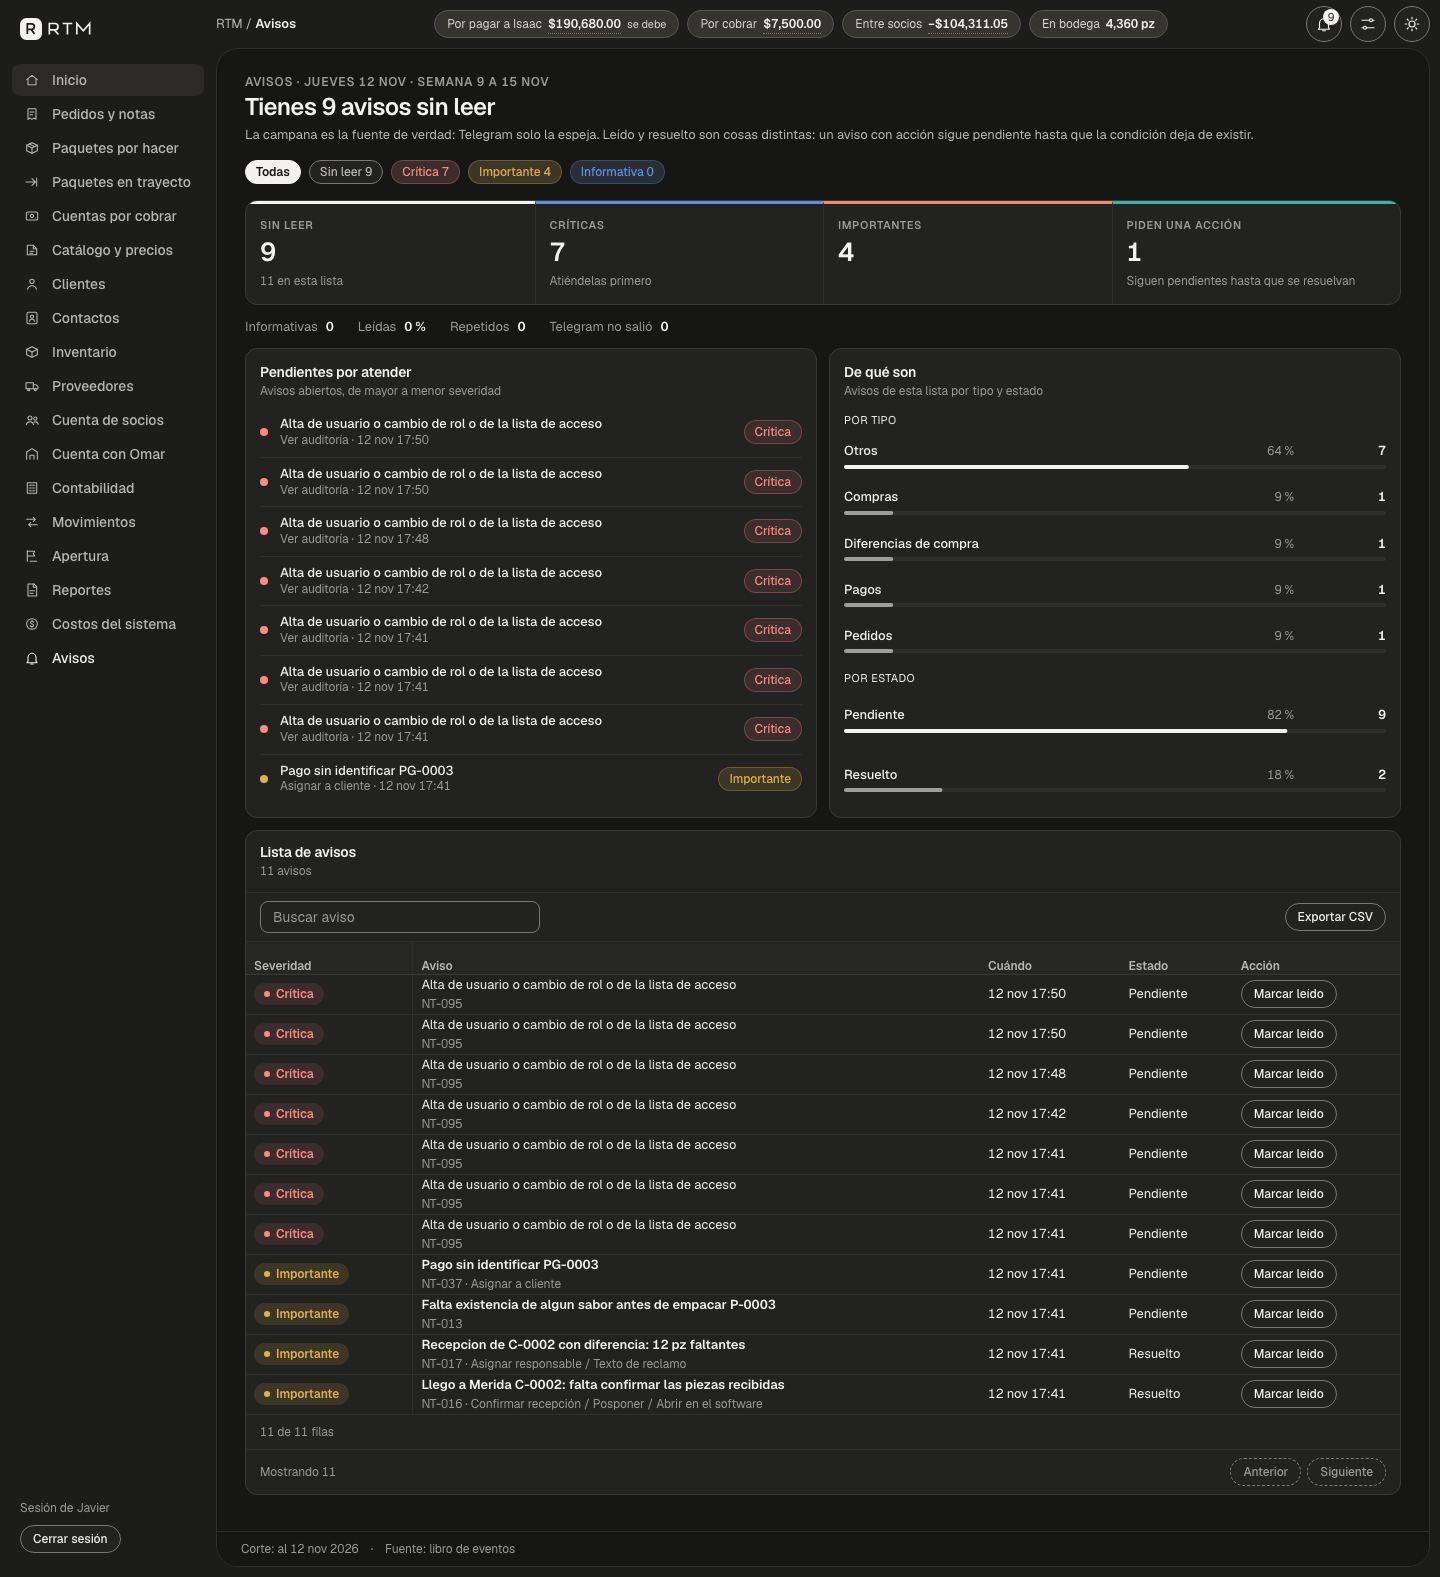 R RTM
RTM / Avisos
Por pagar a Isaac $190,680.00 se debe
Por cobrar $7,500.00
Entre socios −$104,311.05
En bodega 4,360 pz
9
Inicio
Pedidos y notas
Paquetes por hacer
Paquetes en trayecto
Cuentas por cobrar
Catálogo y precios
Clientes
Contactos
Inventario
Proveedores
Cuenta de socios
Cuenta con Omar
Contabilidad
Movimientos
Apertura
Reportes
Costos del sistema
Avisos
Sesión de Javier
Cerrar sesión
AVISOS · JUEVES 12 NOV · SEMANA 9 A 15 NOV
Tienes 9 avisos sin leer
La campana es la fuente de verdad: Telegram solo la espeja. Leído y resuelto son cosas distintas: un aviso con acción sigue pendiente hasta que la condición deja de existir.
Todas
Sin leer 9
Crítica 7
Importante 4
Informativa 0
SIN LEER
9
11 en esta lista
CRÍTICAS
7
Atiéndelas primero
IMPORTANTES
4
PIDEN UNA ACCIÓN
1
Siguen pendientes hasta que se resuelvan
Informativas 0
Leídas 0 %
Repetidos 0
Telegram no salió 0
Pendientes por atender
Avisos abiertos, de mayor a menor severidad
Alta de usuario o cambio de rol o de la lista de acceso
Ver auditoría · 12 nov 17:50
Crítica
Alta de usuario o cambio de rol o de la lista de acceso
Ver auditoría · 12 nov 17:50
Crítica
Alta de usuario o cambio de rol o de la lista de acceso
Ver auditoría · 12 nov 17:48
Crítica
Alta de usuario o cambio de rol o de la lista de acceso
Ver auditoría · 12 nov 17:42
Crítica
Alta de usuario o cambio de rol o de la lista de acceso
Ver auditoría · 12 nov 17:41
Crítica
Alta de usuario o cambio de rol o de la lista de acceso
Ver auditoría · 12 nov 17:41
Crítica
Alta de usuario o cambio de rol o de la lista de acceso
Ver auditoría · 12 nov 17:41
Crítica
Pago sin identificar PG-0003
Asignar a cliente · 12 nov 17:41
Importante
De qué son
Avisos de esta lista por tipo y estado
POR TIPO
Otros 64 % 7
Compras 9 % 1
Diferencias de compra 9 % 1
Pagos 9 % 1
Pedidos 9 % 1
POR ESTADO
Pendiente 82 % 9
Resuelto 18 % 2
Lista de avisos
11 avisos
Buscar aviso
Exportar CSV
Severidad Aviso Cuándo Estado Acción
Crítica Alta de usuario o cambio de rol o de la lista de acceso 12 nov 17:50 Pendiente Marcar leído
NT-095
Crítica Alta de usuario o cambio de rol o de la lista de acceso 12 nov 17:50 Pendiente Marcar leído
NT-095
Crítica Alta de usuario o cambio de rol o de la lista de acceso 12 nov 17:48 Pendiente Marcar leído
NT-095
Crítica Alta de usuario o cambio de rol o de la lista de acceso 12 nov 17:42 Pendiente Marcar leído
NT-095
Crítica Alta de usuario o cambio de rol o de la lista de acceso 12 nov 17:41 Pendiente Marcar leído
NT-095
Crítica Alta de usuario o cambio de rol o de la lista de acceso 12 nov 17:41 Pendiente Marcar leído
NT-095
Crítica Alta de usuario o cambio de rol o de la lista de acceso 12 nov 17:41 Pendiente Marcar leído
NT-095
Importante Pago sin identificar PG-0003 12 nov 17:41 Pendiente Marcar leído
NT-037 · Asignar a cliente
Importante Falta existencia de algun sabor antes de empacar P-0003 12 nov 17:41 Pendiente Marcar leído
NT-013
Importante Recepcion de C-0002 con diferencia: 12 pz faltantes 12 nov 17:41 Resuelto Marcar leído
NT-017 · Asignar responsable / Texto de reclamo
Importante Llego a Merida C-0002: falta confirmar las piezas recibidas 12 nov 17:41 Resuelto Marcar leído
NT-016 · Confirmar recepción / Posponer / Abrir en el software
11 de 11 filas
Mostrando 11
Anterior
Siguiente
Corte: al 12 nov 2026 · Fuente: libro de eventos